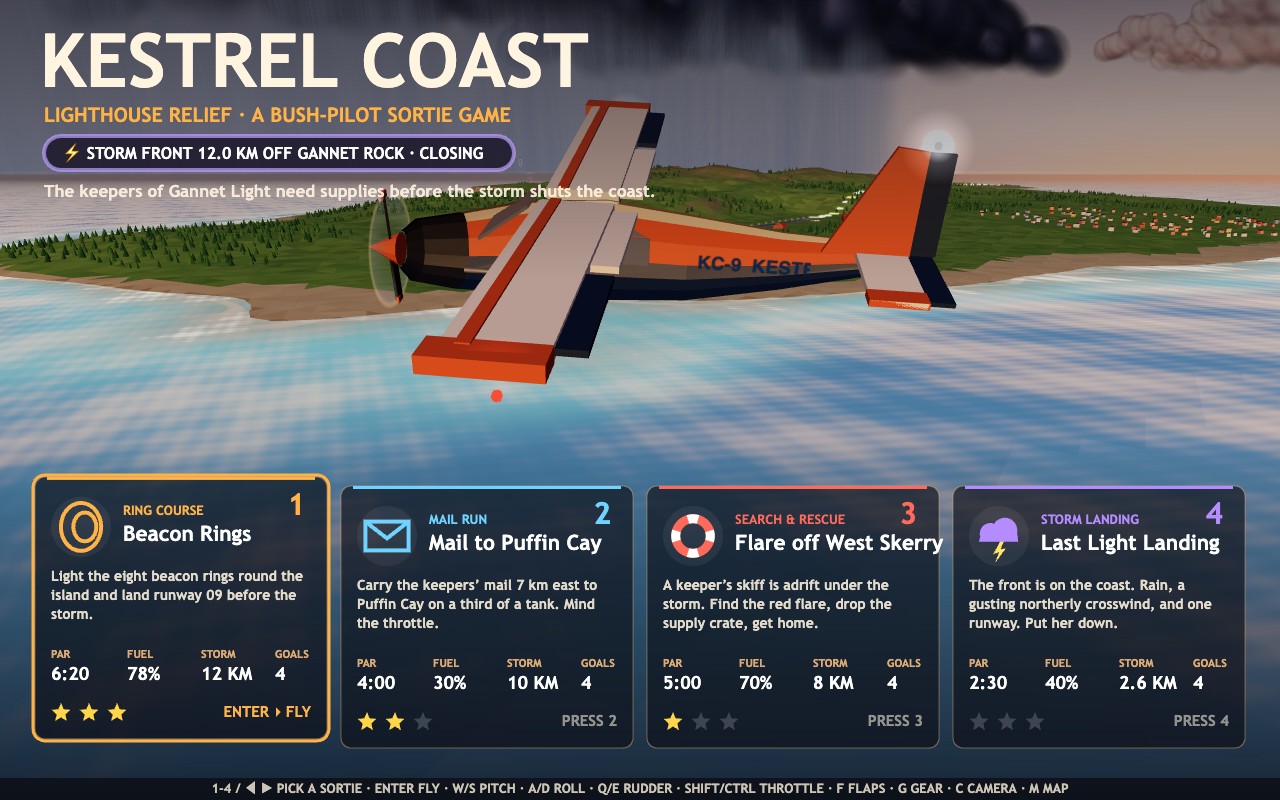 KESTREL COAST
LIGHTHOUSE RELIEF · A BUSH-PILOT SORTIE GAME
⚡ STORM FRONT 12.0 KM OFF GANNET ROCK · CLOSING
The keepers of Gannet Light need supplies before the storm shuts the coast.
KC-9 KESTR
RING COURSE 1
Beacon Rings
Light the eight beacon rings round the
island and land runway 09 before the
storm.
PAR FUEL STORM GOALS
6:20 78% 12 KM 4
ENTER ▸ FLY
MAIL RUN 2
Mail to Puffin Cay
Carry the keepers’ mail 7 km east to
Puffin Cay on a third of a tank. Mind
the throttle.
PAR FUEL STORM GOALS
4:00 30% 10 KM 4
PRESS 2
SEARCH & RESCUE 3
Flare off West Skerry
A keeper’s skiff is adrift under the
storm. Find the red flare, drop the
supply crate, get home.
PAR FUEL STORM GOALS
5:00 70% 8 KM 4
PRESS 3
STORM LANDING 4
Last Light Landing
The front is on the coast. Rain, a
gusting northerly crosswind, and one
runway. Put her down.
PAR FUEL STORM GOALS
2:30 40% 2.6 KM 4
PRESS 4
1-4 / ◀ ▶ PICK A SORTIE · ENTER FLY · W/S PITCH · A/D ROLL · Q/E RUDDER · SHIFT/CTRL THROTTLE · F FLAPS · G GEAR · C CAMERA · M MAP